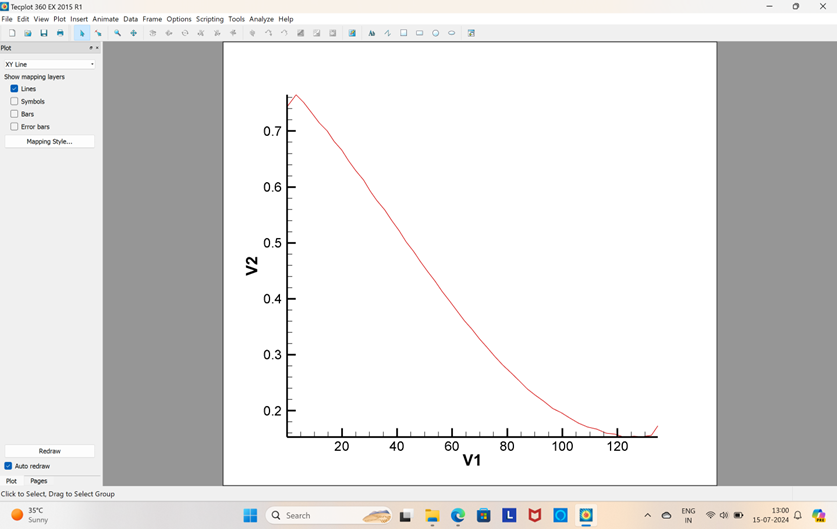 Tecplot 360 EX 2015 R1
File Edit View Plot Insert Animate Data Frame Options Scripting Tools Analyze Help
Plot
XY Line
Show mapping layers
Lines
Symbols
Bars
Error bars
Mapping Style...
V2
0.7
0.6
0.5
0.4
0.3
0.2
20 40 60 80 100 120
V1
Redraw
Auto redraw
Plot Pages
Click to Select, Drag to Select Group
35°C
Sunny
Search
L
ENG
IN
13:00
15-07-2024